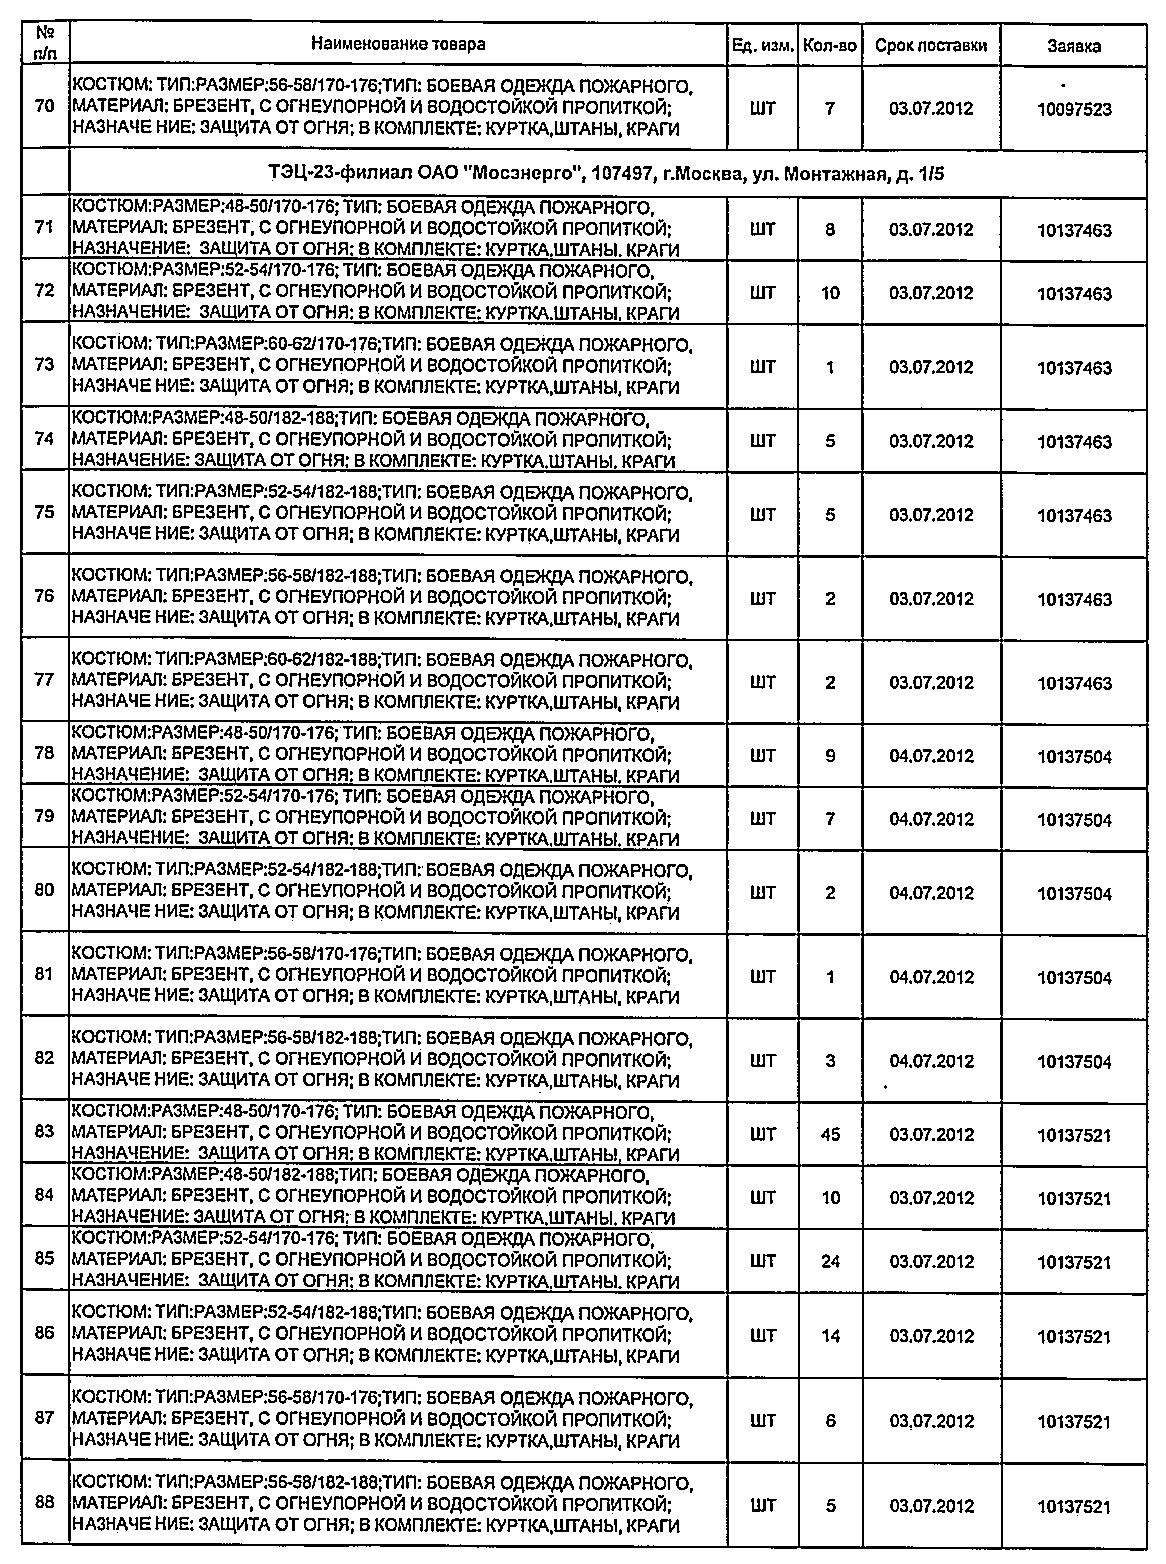 № п/п Наименование товара Ед. изм. Кол-во Срок поставки Заявка
КОСТЮМ: ТИП:РАЗМЕР:56-58/170-176;ТИП: БОЕВАЯ ОДЕЖДА ПОЖАРНОГО,
70 МАТЕРИАЛ: БРЕЗЕНТ, С ОГНЕУПОРНОЙ И ВОДОСТОЙКОЙ ПРОПИТКОЙ; ШТ 7 03.07.2012 10097523
НАЗНАЧЕ НИЕ: ЗАЩИТА ОТ ОГНЯ; В КОМПЛЕКТЕ: КУРТКА,ШТАНЫ, КРАГИ
ТЭЦ-23-филиал ОАО "Мосэнерго", 107497, г.Москва, ул. Монтажная, д. 1/5
КОСТЮМ:РАЗМЕР:48-50/170-176; ТИП: БОЕВАЯ ОДЕЖДА ПОЖАРНОГО,
71 МАТЕРИАЛ: БРЕЗЕНТ, С ОГНЕУПОРНОЙ И ВОДОСТОЙКОЙ ПРОПИТКОЙ; ШТ 8 03.07.2012 10137463
НАЗНАЧЕНИЕ: ЗАЩИТА ОТ ОГНЯ; В КОМПЛЕКТЕ: КУРТКА,ШТАНЫ, КРАГИ
КОСТЮМ:РАЗМЕР:52-54/170-176; ТИП: БОЕВАЯ ОДЕЖДА ПОЖАРНОГО,
72 МАТЕРИАЛ: БРЕЗЕНТ, С ОГНЕУПОРНОЙ И ВОДОСТОЙКОЙ ПРОПИТКОЙ; ШТ 10 03.07.2012 10137463
НАЗНАЧЕНИЕ: ЗАЩИТА ОТ ОГНЯ; В КОМПЛЕКТЕ: КУРТКА,ШТАНЫ, КРАГИ
КОСТЮМ: ТИП:РАЗМЕР:60-62/170-176;ТИП: БОЕВАЯ ОДЕЖДА ПОЖАРНОГО,
73 МАТЕРИАЛ: БРЕЗЕНТ, С ОГНЕУПОРНОЙ И ВОДОСТОЙКОЙ ПРОПИТКОЙ; ШТ 1 03.07.2012 10137463
НАЗНАЧЕ НИЕ: ЗАЩИТА ОТ ОГНЯ; В КОМПЛЕКТЕ: КУРТКА,ШТАНЫ, КРАГИ
КОСТЮМ:РАЗМЕР:48-50/182-188;ТИП: БОЕВАЯ ОДЕЖДА ПОЖАРНОГО,
74 МАТЕРИАЛ: БРЕЗЕНТ, С ОГНЕУПОРНОЙ И ВОДОСТОЙКОЙ ПРОПИТКОЙ; ШТ 5 03.07.2012 10137463
НАЗНАЧЕНИЕ: ЗАЩИТА ОТ ОГНЯ; В КОМПЛЕКТЕ: КУРТКА,ШТАНЫ, КРАГИ
КОСТЮМ: ТИП:РАЗМЕР:52-54/182-188;ТИП: БОЕВАЯ ОДЕЖДА ПОЖАРНОГО,
75 МАТЕРИАЛ: БРЕЗЕНТ, С ОГНЕУПОРНОЙ И ВОДОСТОЙКОЙ ПРОПИТКОЙ; ШТ 5 03.07.2012 10137463
НАЗНАЧЕ НИЕ: ЗАЩИТА ОТ ОГНЯ; В КОМПЛЕКТЕ: КУРТКА,ШТАНЫ, КРАГИ
КОСТЮМ: ТИП:РАЗМЕР:56-58/182-188;ТИП: БОЕВАЯ ОДЕЖДА ПОЖАРНОГО,
76 МАТЕРИАЛ: БРЕЗЕНТ, С ОГНЕУПОРНОЙ И ВОДОСТОЙКОЙ ПРОПИТКОЙ; ШТ 2 03.07.2012 10137463
НАЗНАЧЕ НИЕ: ЗАЩИТА ОТ ОГНЯ; В КОМПЛЕКТЕ: КУРТКА,ШТАНЫ, КРАГИ
КОСТЮМ: ТИП:РАЗМЕР:60-62/182-188;ТИП: БОЕВАЯ ОДЕЖДА ПОЖАРНОГО,
77 МАТЕРИАЛ: БРЕЗЕНТ, С ОГНЕУПОРНОЙ И ВОДОСТОЙКОЙ ПРОПИТКОЙ; ШТ 2 03.07.2012 10137463
НАЗНАЧЕ НИЕ: ЗАЩИТА ОТ ОГНЯ; В КОМПЛЕКТЕ: КУРТКА,ШТАНЫ, КРАГИ
КОСТЮМ:РАЗМЕР:48-50/170-176; ТИП: БОЕВАЯ ОДЕЖДА ПОЖАРНОГО,
78 МАТЕРИАЛ: БРЕЗЕНТ, С ОГНЕУПОРНОЙ И ВОДОСТОЙКОЙ ПРОПИТКОЙ; ШТ 9 04.07.2012 10137504
НАЗНАЧЕНИЕ: ЗАЩИТА ОТ ОГНЯ; В КОМПЛЕКТЕ: КУРТКА,ШТАНЫ, КРАГИ
КОСТЮМ:РАЗМЕР:52-54/170-176; ТИП: БОЕВАЯ ОДЕЖДА ПОЖАРНОГО,
79 МАТЕРИАЛ: БРЕЗЕНТ, С ОГНЕУПОРНОЙ И ВОДОСТОЙКОЙ ПРОПИТКОЙ; ШТ 7 04.07.2012 10137504
НАЗНАЧЕНИЕ: ЗАЩИТА ОТ ОГНЯ; В КОМПЛЕКТЕ: КУРТКА,ШТАНЫ, КРАГИ
КОСТЮМ: ТИП:РАЗМЕР:52-54/182-188;ТИП: БОЕВАЯ ОДЕЖДА ПОЖАРНОГО,
80 МАТЕРИАЛ: БРЕЗЕНТ, С ОГНЕУПОРНОЙ И ВОДОСТОЙКОЙ ПРОПИТКОЙ; ШТ 2 04.07.2012 10137504
НАЗНАЧЕ НИЕ: ЗАЩИТА ОТ ОГНЯ; В КОМПЛЕКТЕ: КУРТКА,ШТАНЫ, КРАГИ
КОСТЮМ: ТИП:РАЗМЕР:56-58/170-176;ТИП: БОЕВАЯ ОДЕЖДА ПОЖАРНОГО,
81 МАТЕРИАЛ: БРЕЗЕНТ, С ОГНЕУПОРНОЙ И ВОДОСТОЙКОЙ ПРОПИТКОЙ; ШТ 1 04.07.2012 10137504
НАЗНАЧЕ НИЕ: ЗАЩИТА ОТ ОГНЯ; В КОМПЛЕКТЕ: КУРТКА,ШТАНЫ, КРАГИ
КОСТЮМ: ТИП:РАЗМЕР:56-58/182-188;ТИП: БОЕВАЯ ОДЕЖДА ПОЖАРНОГО,
82 МАТЕРИАЛ: БРЕЗЕНТ, С ОГНЕУПОРНОЙ И ВОДОСТОЙКОЙ ПРОПИТКОЙ; ШТ 3 04.07.2012 10137504
НАЗНАЧЕ НИЕ: ЗАЩИТА ОТ ОГНЯ; В КОМПЛЕКТЕ: КУРТКА,ШТАНЫ, КРАГИ
КОСТЮМ:РАЗМЕР:48-50/170-176; ТИП: БОЕВАЯ ОДЕЖДА ПОЖАРНОГО,
83 МАТЕРИАЛ: БРЕЗЕНТ, С ОГНЕУПОРНОЙ И ВОДОСТОЙКОЙ ПРОПИТКОЙ; ШТ 45 03.07.2012 10137521
НАЗНАЧЕНИЕ: ЗАЩИТА ОТ ОГНЯ; В КОМПЛЕКТЕ: КУРТКА,ШТАНЫ, КРАГИ
КОСТЮМ:РАЗМЕР:48-50/182-188;ТИП: БОЕВАЯ ОДЕЖДА ПОЖАРНОГО,
84 МАТЕРИАЛ: БРЕЗЕНТ, С ОГНЕУПОРНОЙ И ВОДОСТОЙКОЙ ПРОПИТКОЙ; ШТ 10 03.07.2012 10137521
НАЗНАЧЕНИЕ: ЗАЩИТА ОТ ОГНЯ; В КОМПЛЕКТЕ: КУРТКА,ШТАНЫ, КРАГИ
КОСТЮМ:РАЗМЕР:52-54/170-176; ТИП: БОЕВАЯ ОДЕЖДА ПОЖАРНОГО,
85 МАТЕРИАЛ: БРЕЗЕНТ, С ОГНЕУПОРНОЙ И ВОДОСТОЙКОЙ ПРОПИТКОЙ; ШТ 24 03.07.2012 10137521
НАЗНАЧЕНИЕ: ЗАЩИТА ОТ ОГНЯ; В КОМПЛЕКТЕ: КУРТКА,ШТАНЫ, КРАГИ
КОСТЮМ: ТИП:РАЗМЕР:52-54/182-188;ТИП: БОЕВАЯ ОДЕЖДА ПОЖАРНОГО,
86 МАТЕРИАЛ: БРЕЗЕНТ, С ОГНЕУПОРНОЙ И ВОДОСТОЙКОЙ ПРОПИТКОЙ; ШТ 14 03.07.2012 10137521
НАЗНАЧЕ НИЕ: ЗАЩИТА ОТ ОГНЯ; В КОМПЛЕКТЕ: КУРТКА,ШТАНЫ, КРАГИ
КОСТЮМ: ТИП:РАЗМЕР:56-58/170-176;ТИП: БОЕВАЯ ОДЕЖДА ПОЖАРНОГО,
87 МАТЕРИАЛ: БРЕЗЕНТ, С ОГНЕУПОРНОЙ И ВОДОСТОЙКОЙ ПРОПИТКОЙ; ШТ 6 03.07.2012 10137521
НАЗНАЧЕ НИЕ: ЗАЩИТА ОТ ОГНЯ; В КОМПЛЕКТЕ: КУРТКА,ШТАНЫ, КРАГИ
КОСТЮМ: ТИП:РАЗМЕР:56-58/182-188;ТИП: БОЕВАЯ ОДЕЖДА ПОЖАРНОГО,
88 МАТЕРИАЛ: БРЕЗЕНТ, С ОГНЕУПОРНОЙ И ВОДОСТОЙКОЙ ПРОПИТКОЙ; ШТ 5 03.07.2012 10137521
НАЗНАЧЕ НИЕ: ЗАЩИТА ОТ ОГНЯ; В КОМПЛЕКТЕ: КУРТКА,ШТАНЫ, КРАГИ